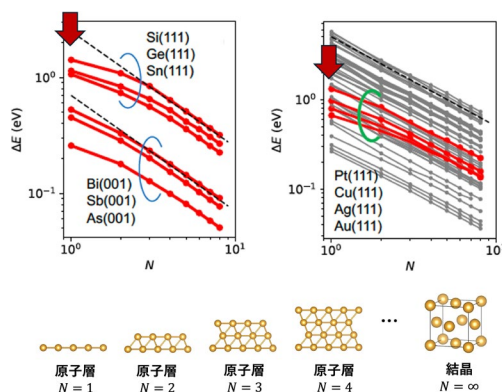 Si(111)
Ge(111)
Sn(111)
Bi(001)
Sb(001)
As(001)
ΔE (eV)
10⁰
10⁻¹
10⁰
10¹
N
Pt(111)
Cu(111)
Ag(111)
Au(111)
ΔE (eV)
10⁰
10⁻¹
10⁰
10¹
N
...
原子層
N = 1
原子層
N = 2
原子層
N = 3
原子層
N = 4
結晶
N = ∞